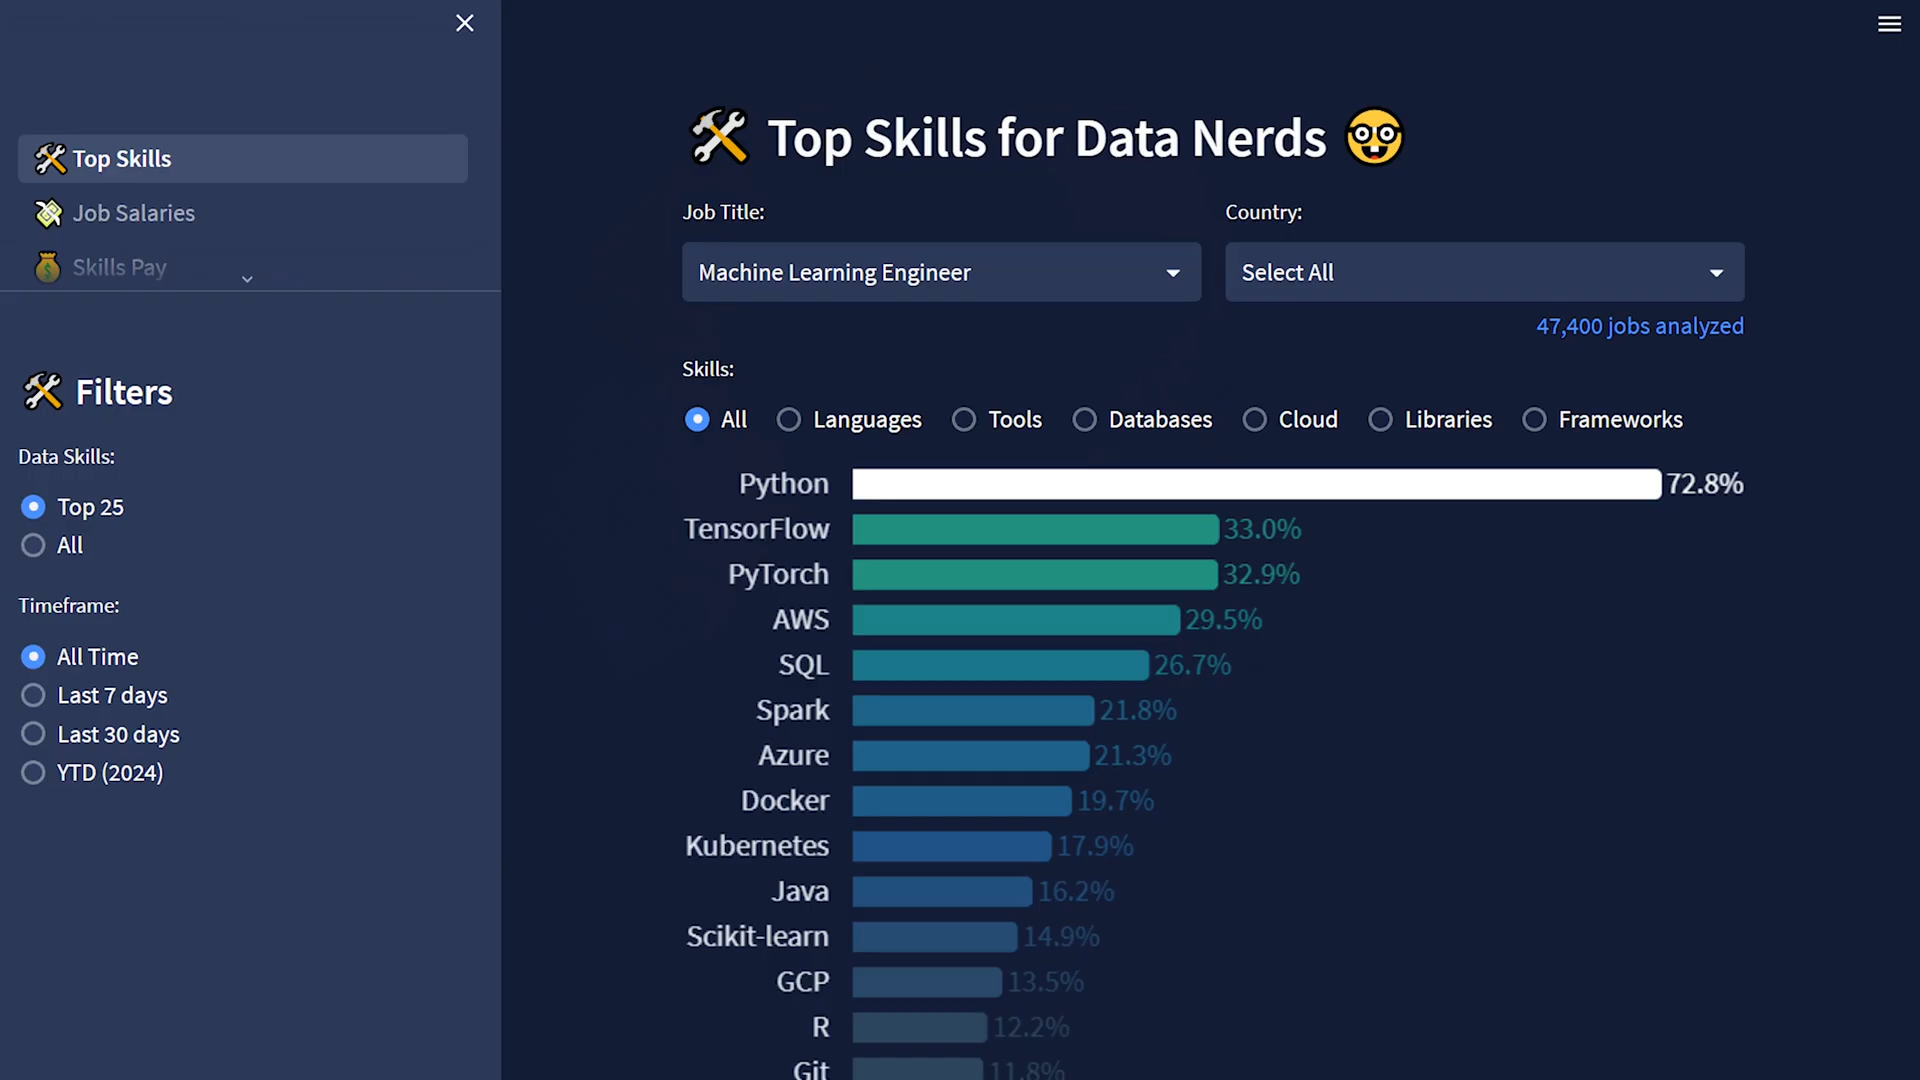 Top Skills
Job Salaries
Skills Pay
Filters
Data Skills:
Top 25
All
Timeframe:
All Time
Last 7 days
Last 30 days
YTD (2024)
Top Skills for Data Nerds
Job Title:
Country:
Machine Learning Engineer
Select All
47,400 jobs analyzed
Skills:
All
Languages
Tools
Databases
Cloud
Libraries
Frameworks
Python 72.8%
TensorFlow 33.0%
PyTorch 32.9%
AWS 29.5%
SQL 26.7%
Spark 21.8%
Azure 21.3%
Docker 19.7%
Kubernetes 17.9%
Java 16.2%
Scikit-learn 14.9%
GCP 13.5%
R 12.2%
Git 11.8%